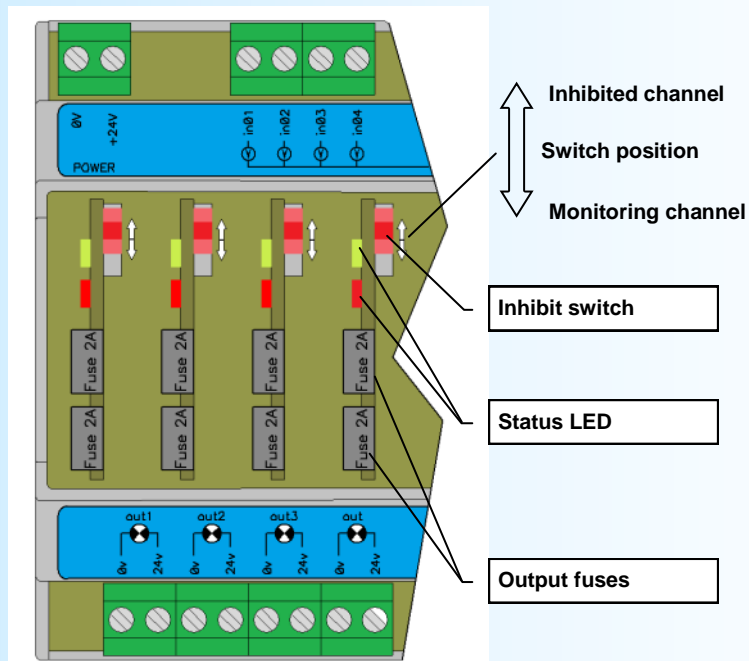 0V
+24V
POWER
in01
in02
in03
in04
Inhibited channel
Switch position
Monitoring channel
Inhibit switch
Status LED
Output fuses
Fuse 2A
Fuse 2A
Fuse 2A
Fuse 2A
Fuse 2A
Fuse 2A
Fuse 2A
Fuse 2A
out1
out2
out3
out
0v
24v
0v
24v
0v
24v
0v
24v